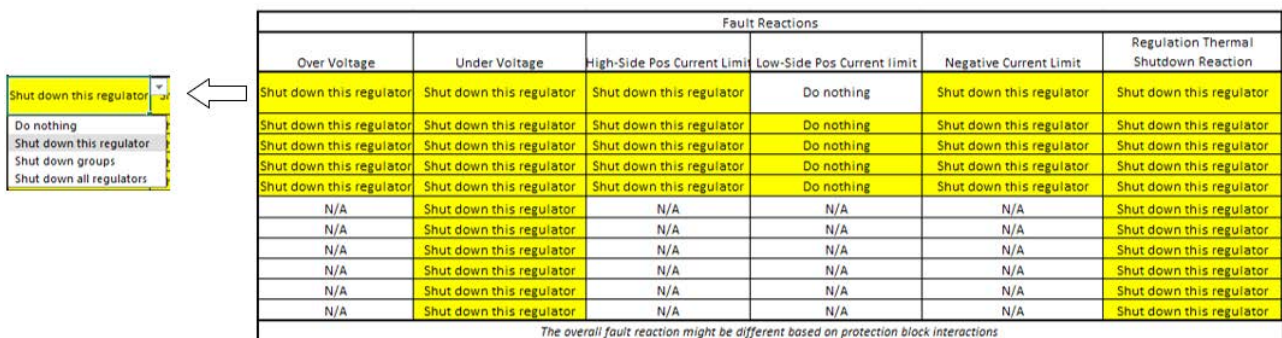 Fault Reactions
Over Voltage Under Voltage High-Side Pos Current Limit Low-Side Pos Current limit Negative Current Limit Regulation Thermal Shutdown Reaction
Shut down this regulator Shut down this regulator Shut down this regulator Do nothing Shut down this regulator Shut down this regulator
Shut down this regulator Shut down this regulator Shut down this regulator Do nothing Shut down this regulator Shut down this regulator
Shut down this regulator Shut down this regulator Shut down this regulator Do nothing Shut down this regulator Shut down this regulator
Shut down this regulator Shut down this regulator Shut down this regulator Do nothing Shut down this regulator Shut down this regulator
Shut down this regulator Shut down this regulator Shut down this regulator Do nothing Shut down this regulator Shut down this regulator
N/A Shut down this regulator N/A N/A N/A Shut down this regulator
N/A Shut down this regulator N/A N/A N/A Shut down this regulator
N/A Shut down this regulator N/A N/A N/A Shut down this regulator
N/A Shut down this regulator N/A N/A N/A Shut down this regulator
N/A Shut down this regulator N/A N/A N/A Shut down this regulator
N/A Shut down this regulator N/A N/A N/A Shut down this regulator
The overall fault reaction might be different based on protection block interactions
Shut down this regulator
Do nothing
Shut down this regulator
Shut down groups
Shut down all regulators